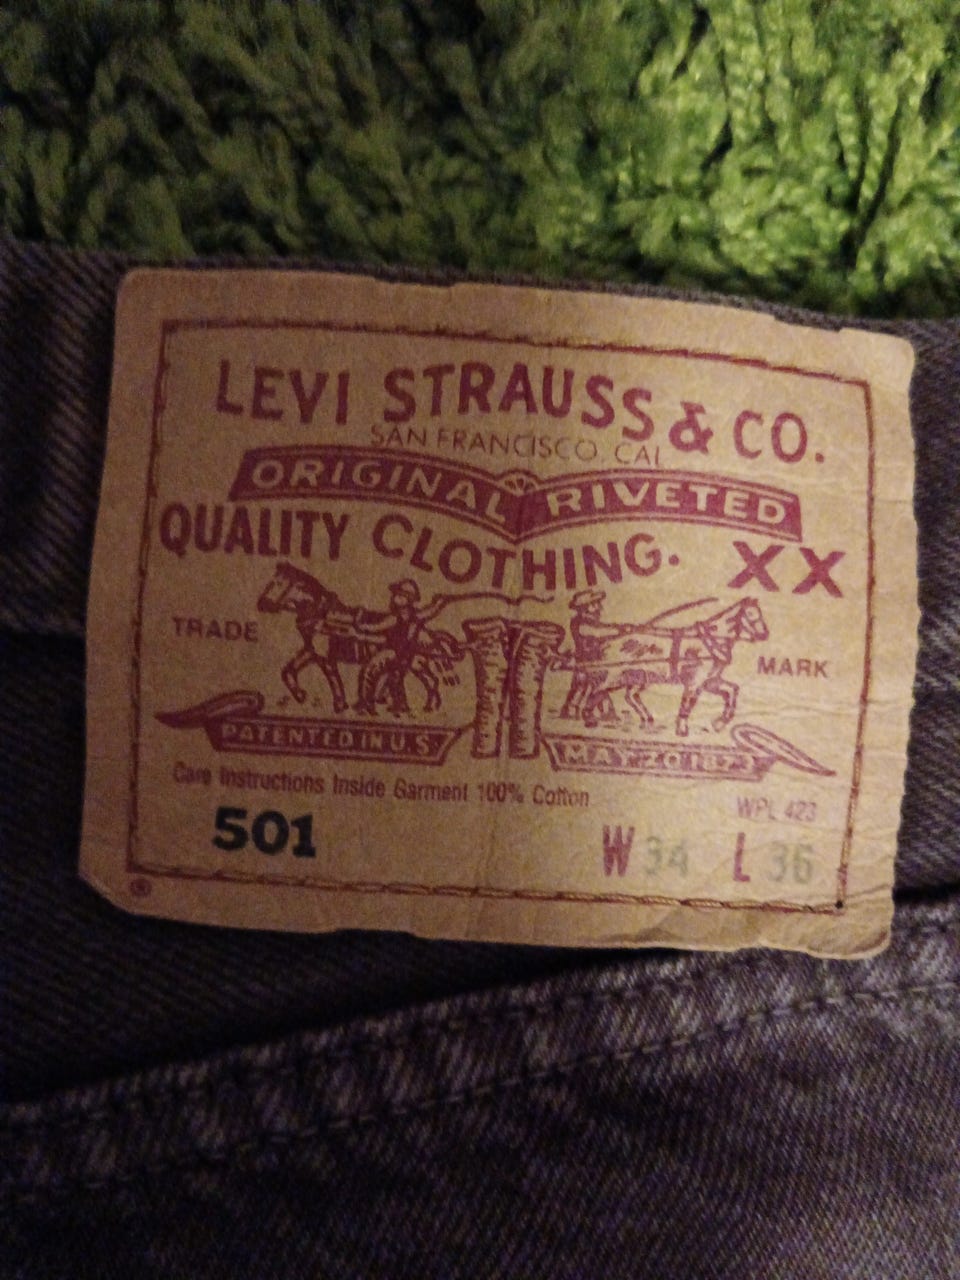 LEVI STRAUSS & CO.
SAN FRANCISCO, CAL
ORIGINAL RIVETED
QUALITY CLOTHING. XX
TRADE MARK
PATENTED IN U.S. MAY 20 1873
Care Instructions Inside Garment 100% Cotton
WPL 423
501 W 34 L 36
®